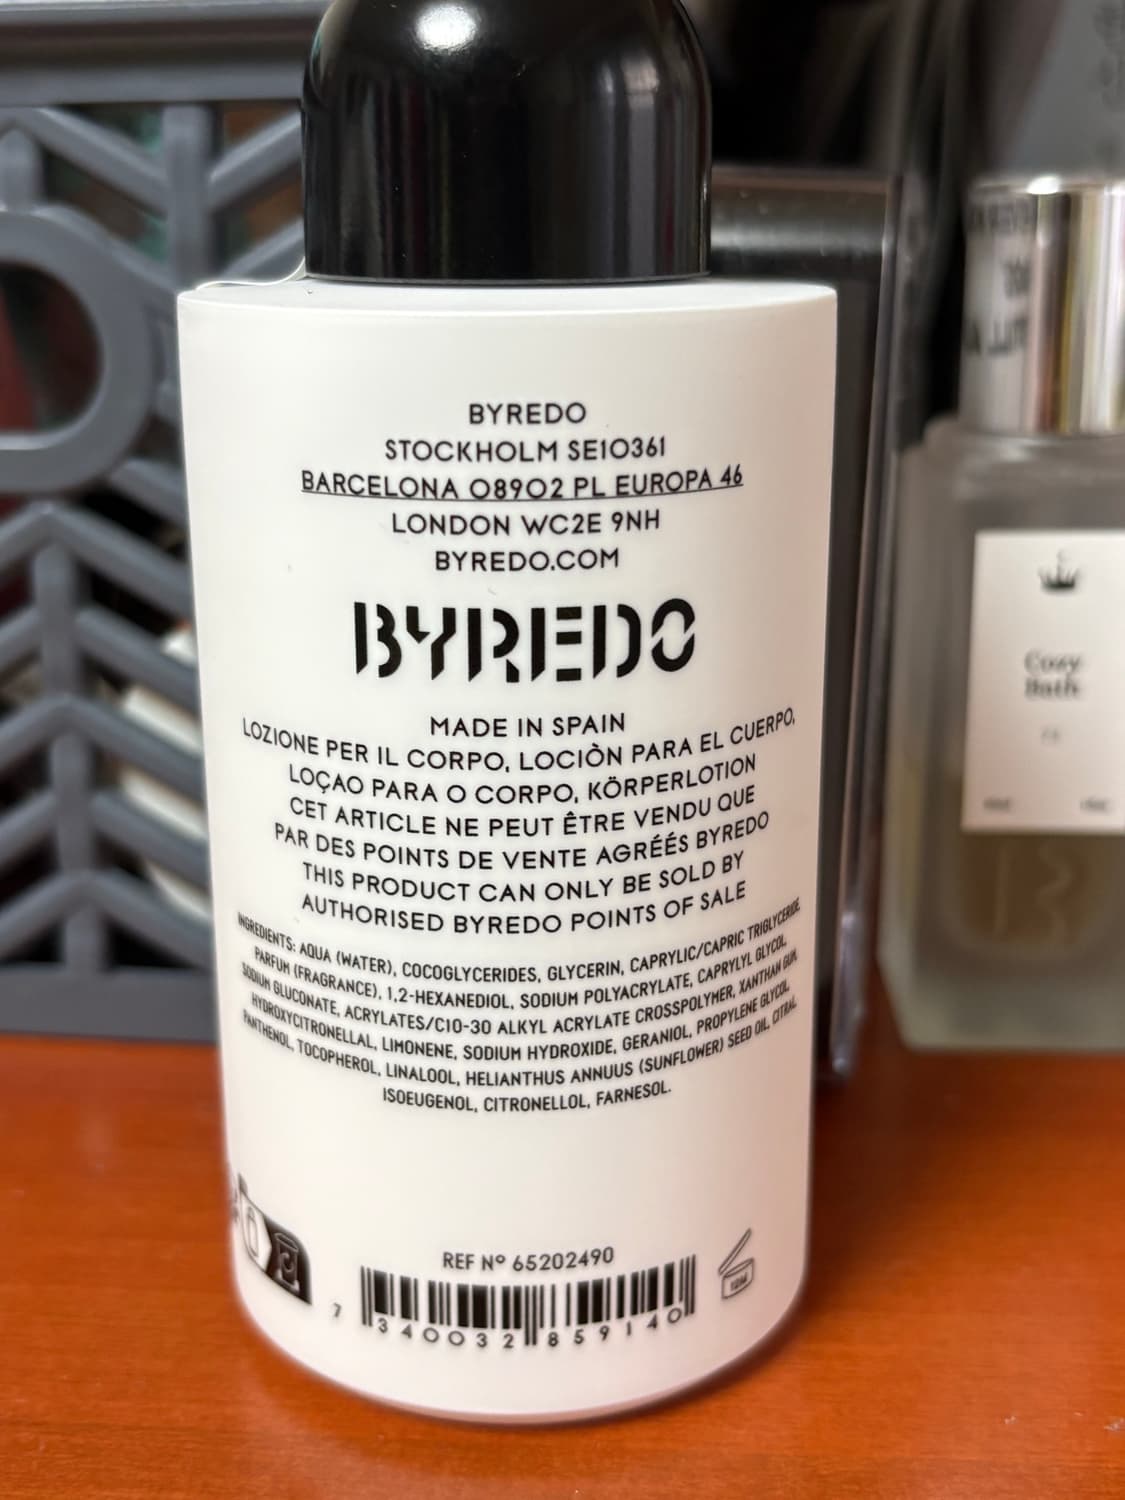 BYREDO
STOCKHOLM SE10361
BARCELONA 08902 PL EUROPA 46
LONDON WC2E 9NH
BYREDO.COM
BYREDO
MADE IN SPAIN
LOZIONE PER IL CORPO, LOCIÒN PARA EL CUERPO,
LOÇAO PARA O CORPO, KÖRPERLOTION
CET ARTICLE NE PEUT ÊTRE VENDU QUE
PAR DES POINTS DE VENTE AGRÉÉS BYREDO
THIS PRODUCT CAN ONLY BE SOLD BY
AUTHORISED BYREDO POINTS OF SALE
INGREDIENTS: AQUA (WATER), COCOGLYCERIDES, GLYCERIN, CAPRYLIC/CAPRIC TRIGLYCERIDE,
PARFUM (FRAGRANCE), 1,2-HEXANEDIOL, SODIUM POLYACRYLATE, CAPRYLYL GLYCOL,
SODIUM GLUCONATE, ACRYLATES/C10-30 ALKYL ACRYLATE CROSSPOLYMER, XANTHAN GUM,
HYDROXYCITRONELLAL, LIMONENE, SODIUM HYDROXIDE, GERANIOL, PROPYLENE GLYCOL,
PANTHENOL, TOCOPHEROL, LINALOOL, HELIANTHUS ANNUUS (SUNFLOWER) SEED OIL, CITRAL,
ISOEUGENOL, CITRONELLOL, FARNESOL.
REF Nº 65202490
12M
7 340032 859140
Cozy
Bath